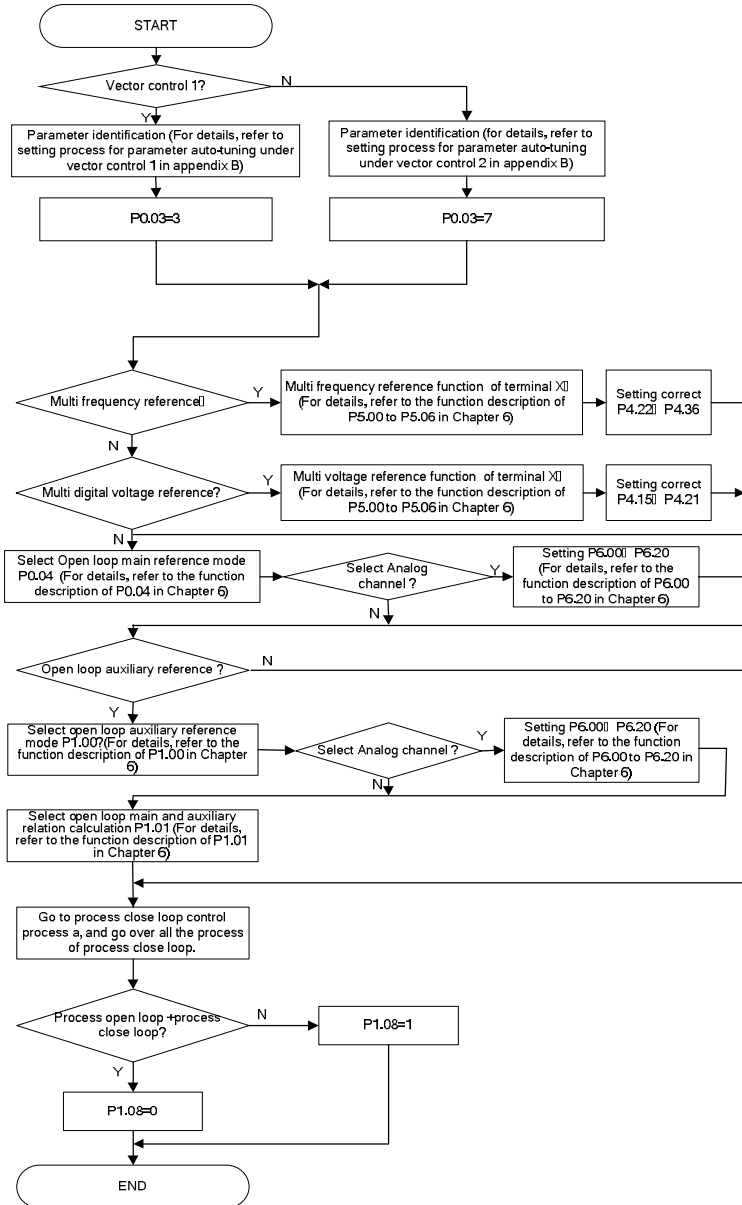 START
Vector control 1?
N
Y
Parameter identification (For details, refer to
setting process for parameter auto-tuning under
vector control 1 in appendix B)
Parameter identification (for details, refer to
setting process for parameter auto-tuning
under vector control 2 in appendix B)
P0.03=3
P0.03=7
Multi frequency reference
Y
Multi frequency reference function of terminal X
(For details, refer to the function description of
P5.00 to P5.06 in Chapter 6)
Setting correct
P4.22 P4.36
N
Multi digital voltage reference?
Y
Multi voltage reference function of terminal X
(For details, refer to the function description of
P5.00 to P5.06 in Chapter 6)
Setting correct
P4.15 P4.21
N
Select Open loop main reference mode
P0.04 (For details, refer to the function
description of P0.04 in Chapter 6)
Select Analog
channel ?
Y
Setting P6.00 P6.20
(For details, refer to the
function description of P6.00
to P6.20 in Chapter 6)
N
Open loop auxiliary reference ?
N
Y
Select open loop auxiliary reference
mode P1.00?(For details, refer to the
function description of P1.00 in Chapter
6)
Select Analog channel ?
Y
Setting P6.00 P6.20 (For
details, refer to the function
description of P6.00 to P6.20 in
Chapter 6)
N
Select open loop main and auxiliary
relation calculation P1.01 (For details,
refer to the function description of P1.01
in Chapter 6)
Go to process close loop control
process a, and go over all the process
of process close loop.
Process open loop +process
close loop?
N
P1.08=1
Y
P1.08=0
END